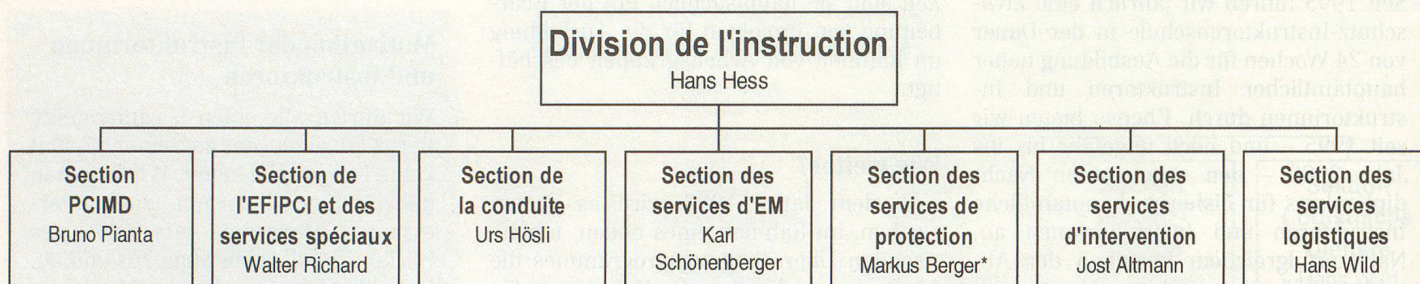 Division de l'instruction
Hans Hess
Section
PCIMD
Bruno Pianta
Section de
l'EFIPCI et des
services spéciaux
Walter Richard
Section de
la conduite
Urs Hösli
Section des
services d'EM
Karl
Schönenberger
Section des
services de
protection
Markus Berger*
Section des
services
d'intervention
Jost Altmann
Section des
services
logistiques
Hans Wild